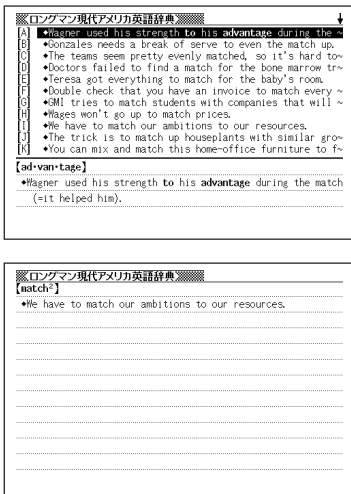 ロングマン現代アメリカ英語辞典 ↓
[A] ◆Wagner used his strength to his advantage during the ~
[B] ◆Gonzales needs a break of serve to even the match up.
[C] ◆The teams seem pretty evenly matched, so it's hard to~
[D] ◆Doctors failed to find a match for the bone marrow tr~
[E] ◆Teresa got everything to match for the baby's room.
[F] ◆Double check that you have an invoice to match every ~
[G] ◆GMI tries to match students with companies that will ~
[H] ◆Wages won't go up to match prices.
[I] ◆We have to match our ambitions to our resources.
[J] ◆The trick is to match up houseplants with similar gro~
[K] ◆You can mix and match this home-office furniture to f~
【ad・van・tage】
◆Wagner used his strength to his advantage during the match
(=it helped him).
ロングマン現代アメリカ英語辞典
【match²】
◆We have to match our ambitions to our resources.